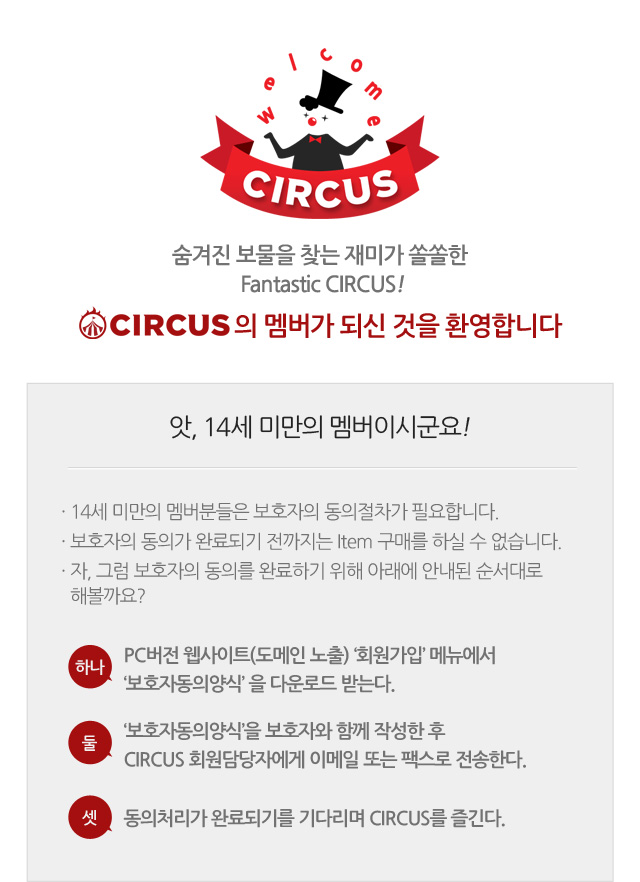 welcome
CIRCUS
숨겨진 보물을 찾는 재미가 쏠쏠한
Fantastic CIRCUS!
CIRCUS의 멤버가 되신 것을 환영합니다
앗, 14세 미만의 멤버이시군요!
· 14세 미만의 멤버분들은 보호자의 동의절차가 필요합니다.
· 보호자의 동의가 완료되기 전까지는 Item 구매를 하실 수 없습니다.
· 자, 그럼 보호자의 동의를 완료하기 위해 아래에 안내된 순서대로
해볼까요?
하나
PC버전 웹사이트(도메인 노출) ‘회원가입’ 메뉴에서
‘보호자동의양식’ 을 다운로드 받는다.
둘
‘보호자동의양식’을 보호자와 함께 작성한 후
CIRCUS 회원담당자에게 이메일 또는 팩스로 전송한다.
셋
동의처리가 완료되기를 기다리며 CIRCUS를 즐긴다.